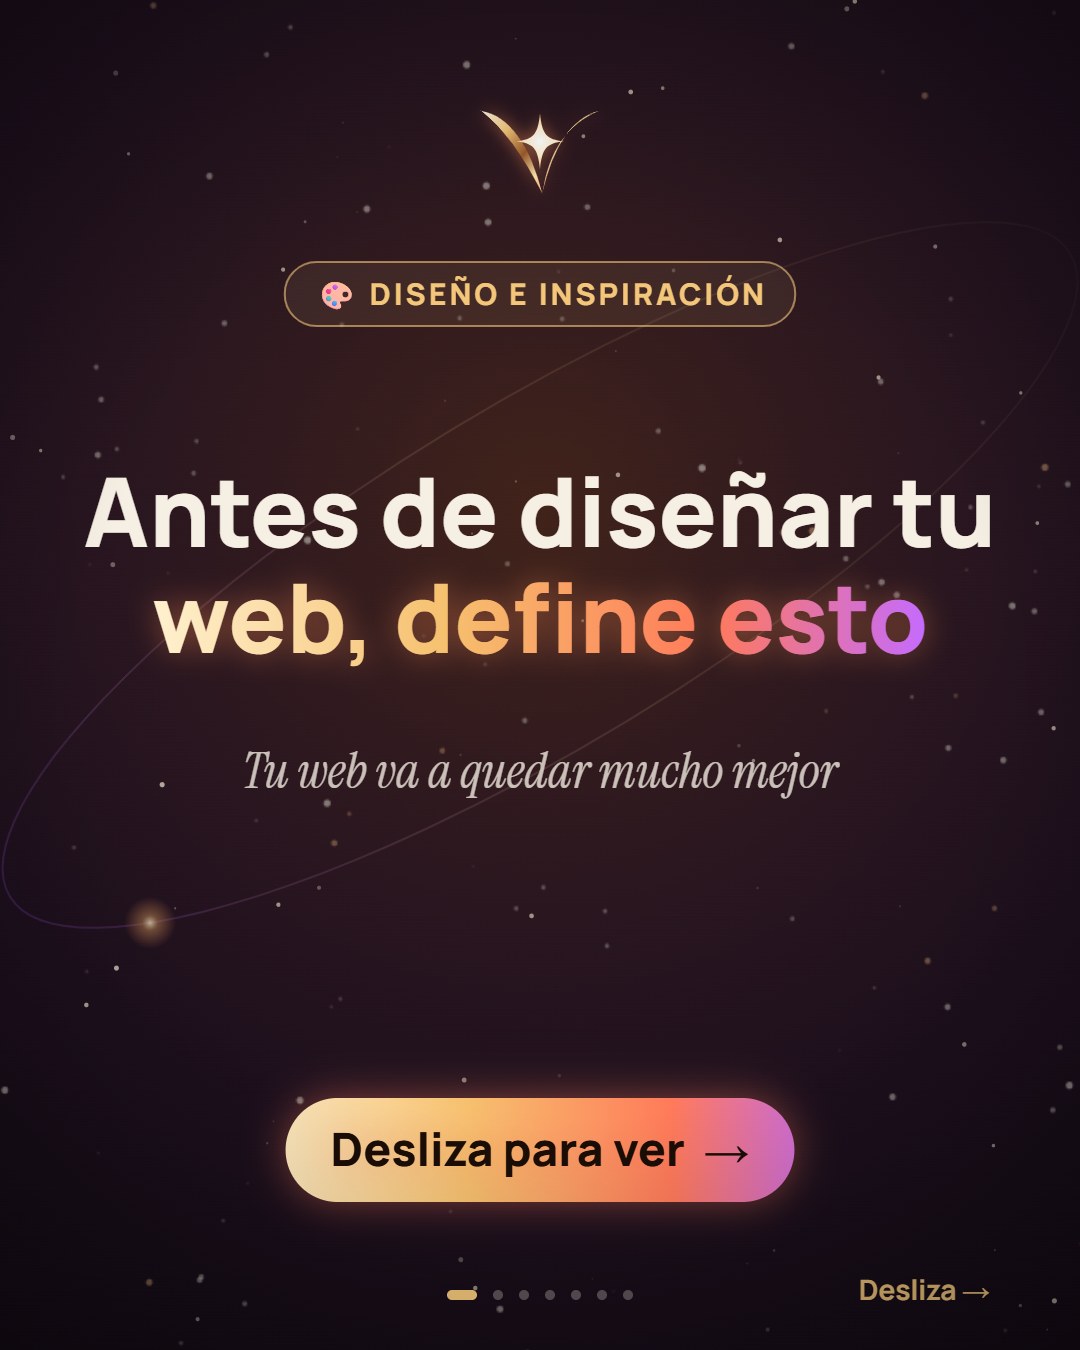 DISEÑO E INSPIRACIÓN
Antes de diseñar tu
web, define esto
Tu web va a quedar mucho mejor
Desliza para ver →
Desliza →